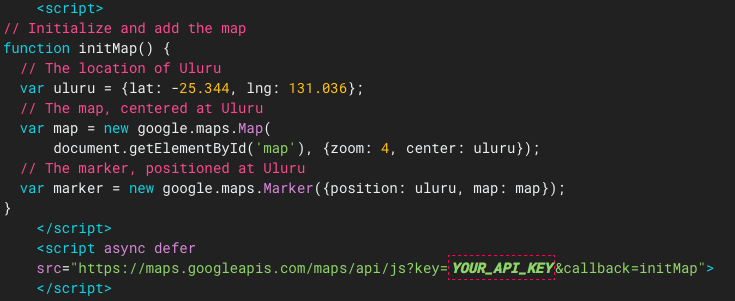 <script>
// Initialize and add the map
function initMap() {
// The location of Uluru
var uluru = {lat: -25.344, lng: 131.036};
// The map, centered at Uluru
var map = new google.maps.Map(
document.getElementById('map'), {zoom: 4, center: uluru});
// The marker, positioned at Uluru
var marker = new google.maps.Marker({position: uluru, map: map});
}
</script>
<script async defer
src="https://maps.googleapis.com/maps/api/js?key=YOUR_API_KEY&callback=initMap">
</script>